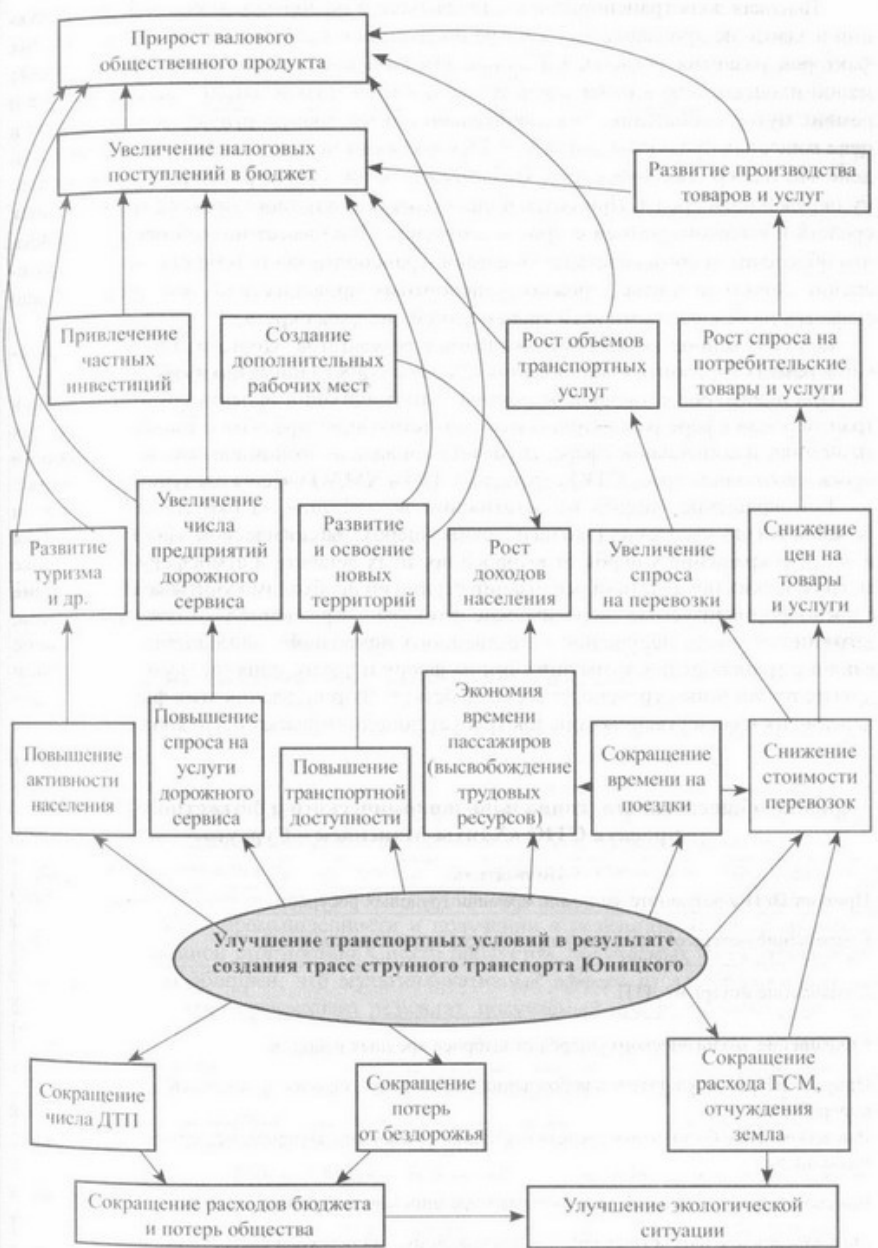 Прирост валового
общественного продукта
Увеличение налоговых
поступлений в бюджет
Развитие производства
товаров и услуг
Привлечение
частных
инвестиций
Создание
дополнительных
рабочих мест
Рост объемов
транспортных
услуг
Рост спроса на
потребительские
товары и услуги
Развитие
туризма
и др.
Увеличение
числа
предприятий
дорожного
сервиса
Развитие
и освоение
новых
территорий
Рост
доходов
населения
Увеличение
спроса
на перевозки
Снижение
цен на
товары
и услуги
Повышение
активности
населения
Повышение
спроса на
услуги
дорожного
сервиса
Повышение
транспортной
доступности
Экономия
времени
пассажиров
(высвобождение
трудовых
ресурсов)
Сокращение
времени на
поездки
Снижение
стоимости
перевозок
Улучшение транспортных условий в результате
создания трасс струнного транспорта Юницкого
Сокращение
числа ДТП
Сокращение
потерь
от бездорожья
Сокращение
расхода ГСМ,
отчуждения
земла
Сокращение расходов бюджета
и потерь общества
Улучшение экологической
ситуации